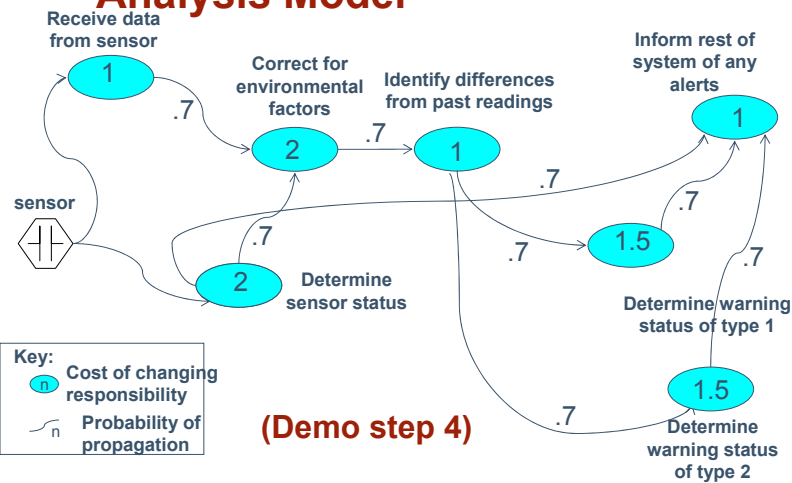 Analysis Model
Receive data
from sensor
1
.7
Correct for
environmental
factors
2
.7
Identify differences
from past readings
1
Inform rest of
system of any
alerts
1
.7
sensor
.7
2
Determine
sensor status
.7
1.5
.7
Determine warning
status of type 1
.7
1.5
.7
Determine
warning status
of type 2
Key:
n
Cost of changing
responsibility
n
Probability of
propagation
(Demo step 4)